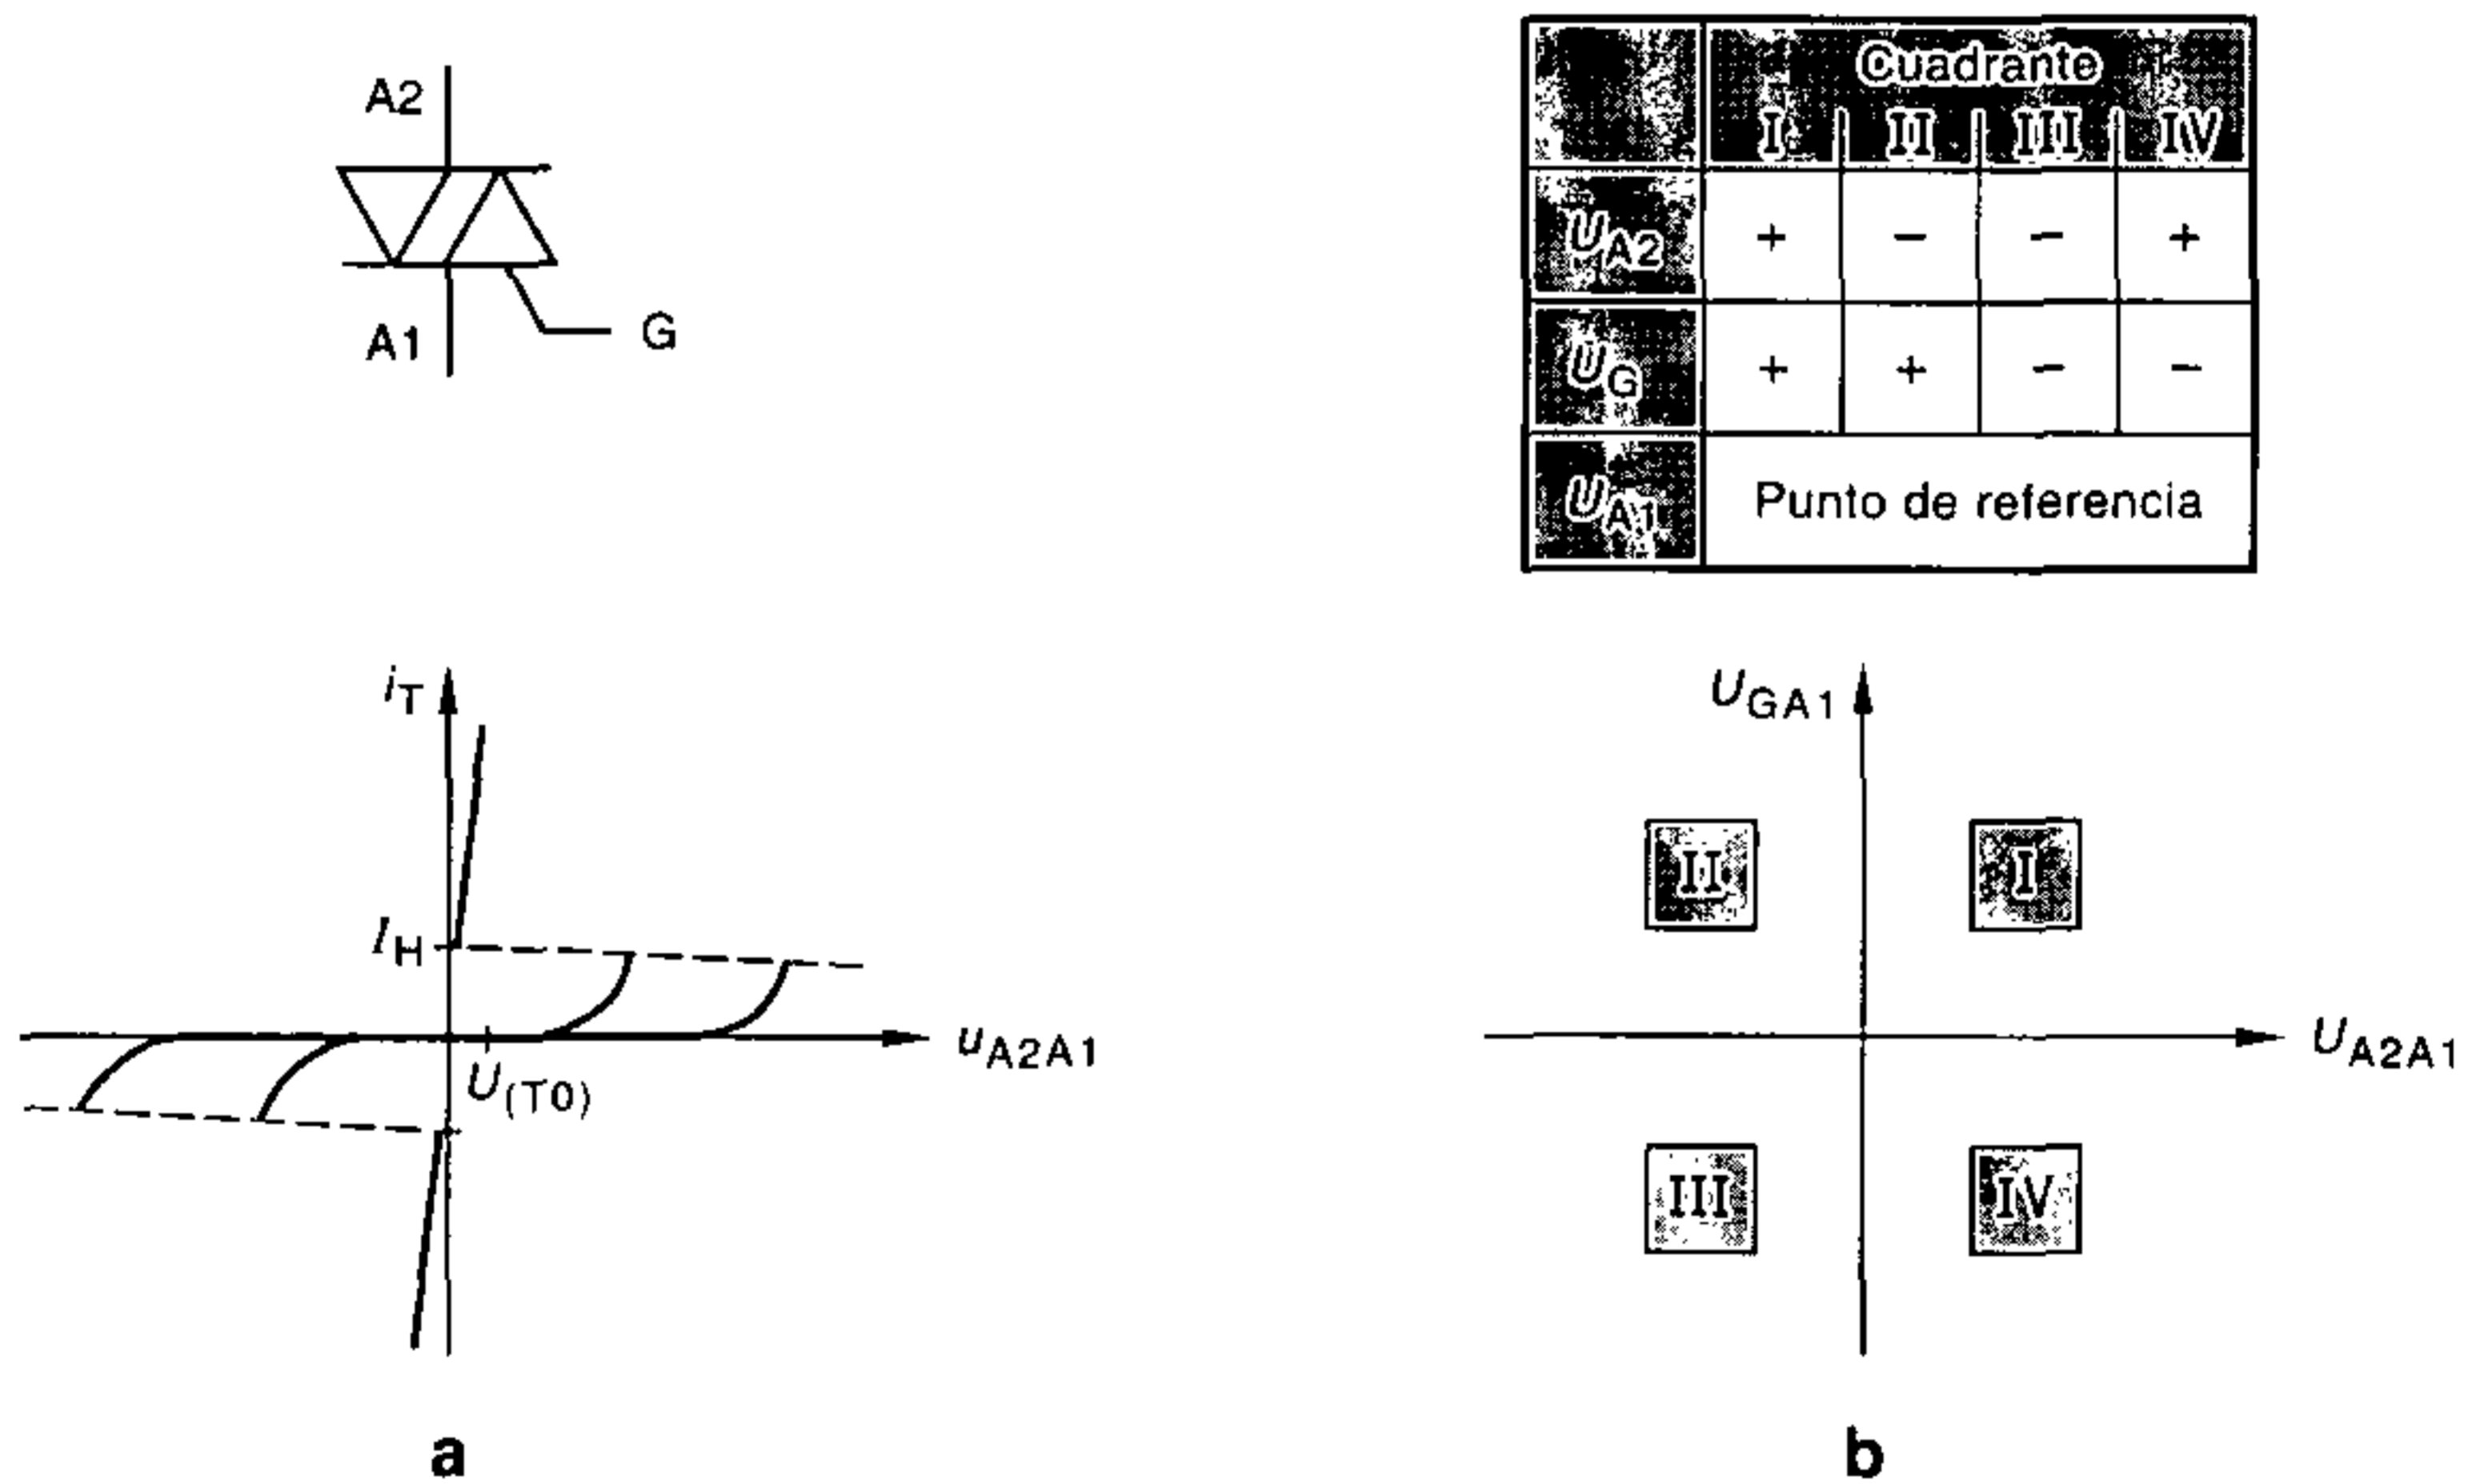 A2
A1
G
Cuadrante
I II III IV
U_A2 + − − +
U_G + + − −
U_A1 Punto de referencia
i_T
I_H
u_A2A1
U_(T0)
a
U_GA1
II I
U_A2A1
III IV
b